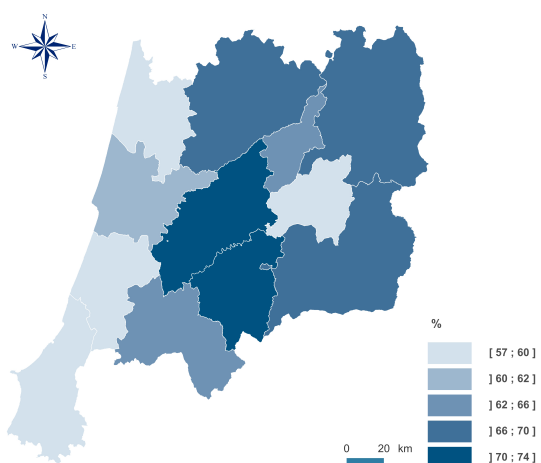 N
W E
S
%
[ 57 ; 60 ]
] 60 ; 62 ]
] 62 ; 66 ]
] 66 ; 70 ]
] 70 ; 74 ]
0 20 km